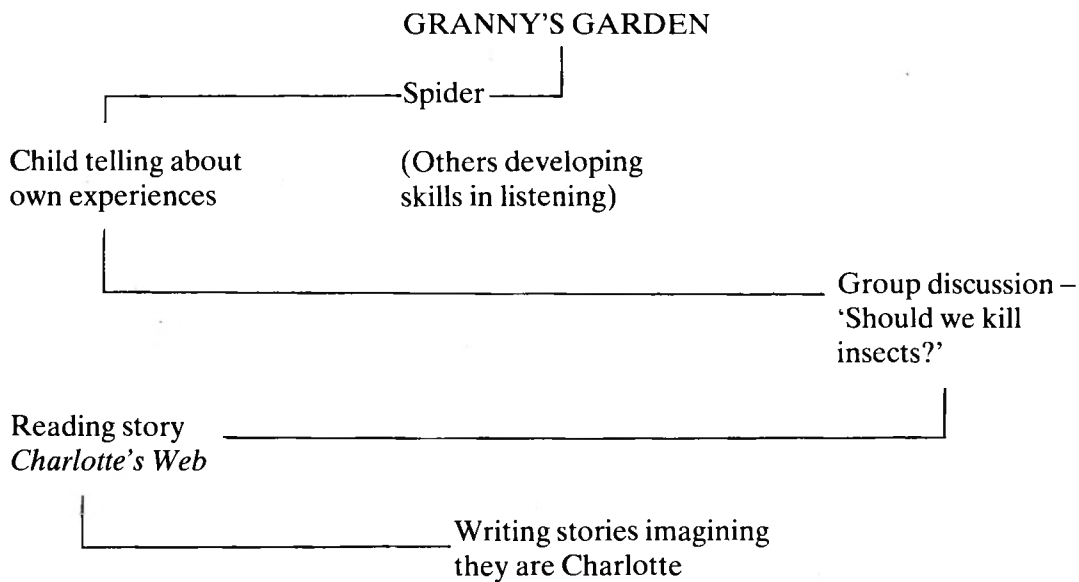 GRANNY'S GARDEN
Spider
Child telling about
own experiences
(Others developing
skills in listening)
Group discussion –
‘Should we kill
insects?’
Reading story
Charlotte's Web
Writing stories imagining
they are Charlotte